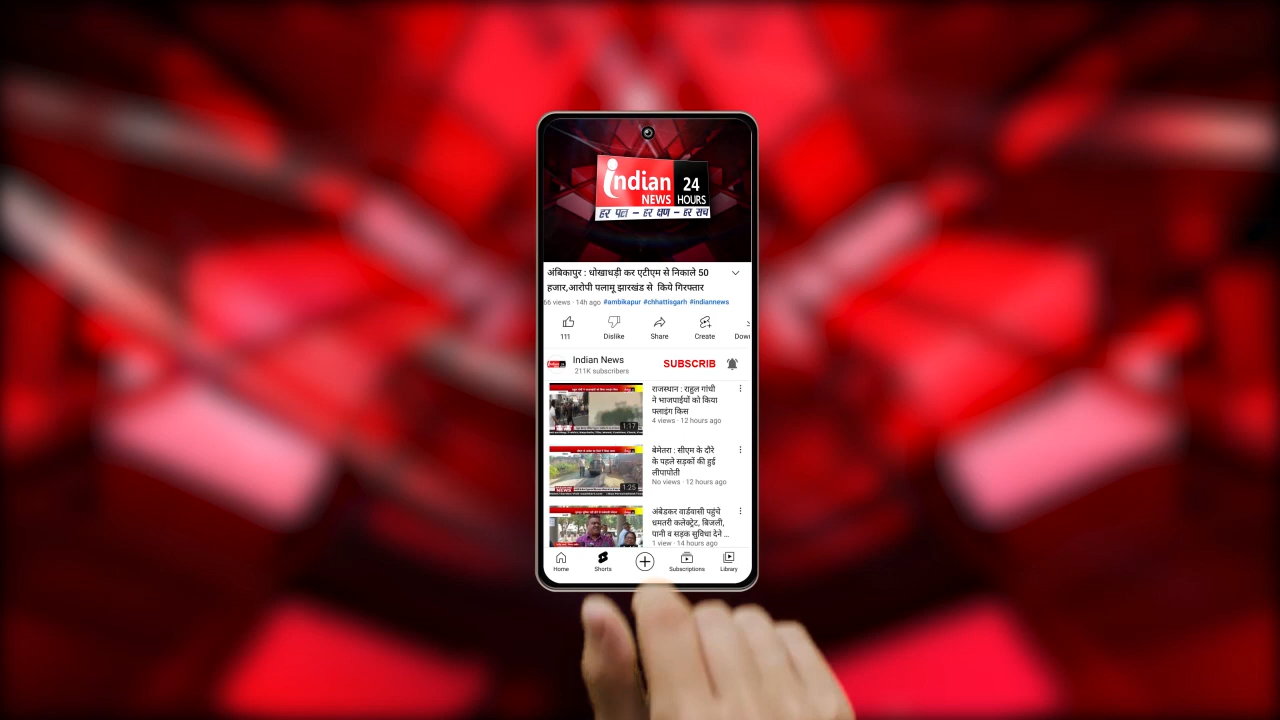 indian
NEWS
24
HOURS
हर पल – हर क्षण – हर सच
अंबिकापुर : धोखाधड़ी कर एटीएम से निकाले 50
हजार,आरोपी पलामू झारखंड से किये गिरफ्तार
66 views · 14h ago #ambikapur #chhattisgarh #indiannews
111 Dislike Share Create Dow
Indian News
211K subscribers
SUBSCRIB
राजस्थान : राहुल गांधी
ने भाजपाईयों को किया
फ्लाइंग किस
4 views · 12 hours ago
1:17
बेमेतरा : सीएम के दौरे
के पहले सड़कों की हुई
लीपापोती
No views · 12 hours ago
1:25
अंबेडकर वार्डवासी पहुंचे
धमतरी कलेक्ट्रेट, बिजली,
पानी व सड़क सुविधा देने ...
1 view · 14 hours ago
Home Shorts Subscriptions Library